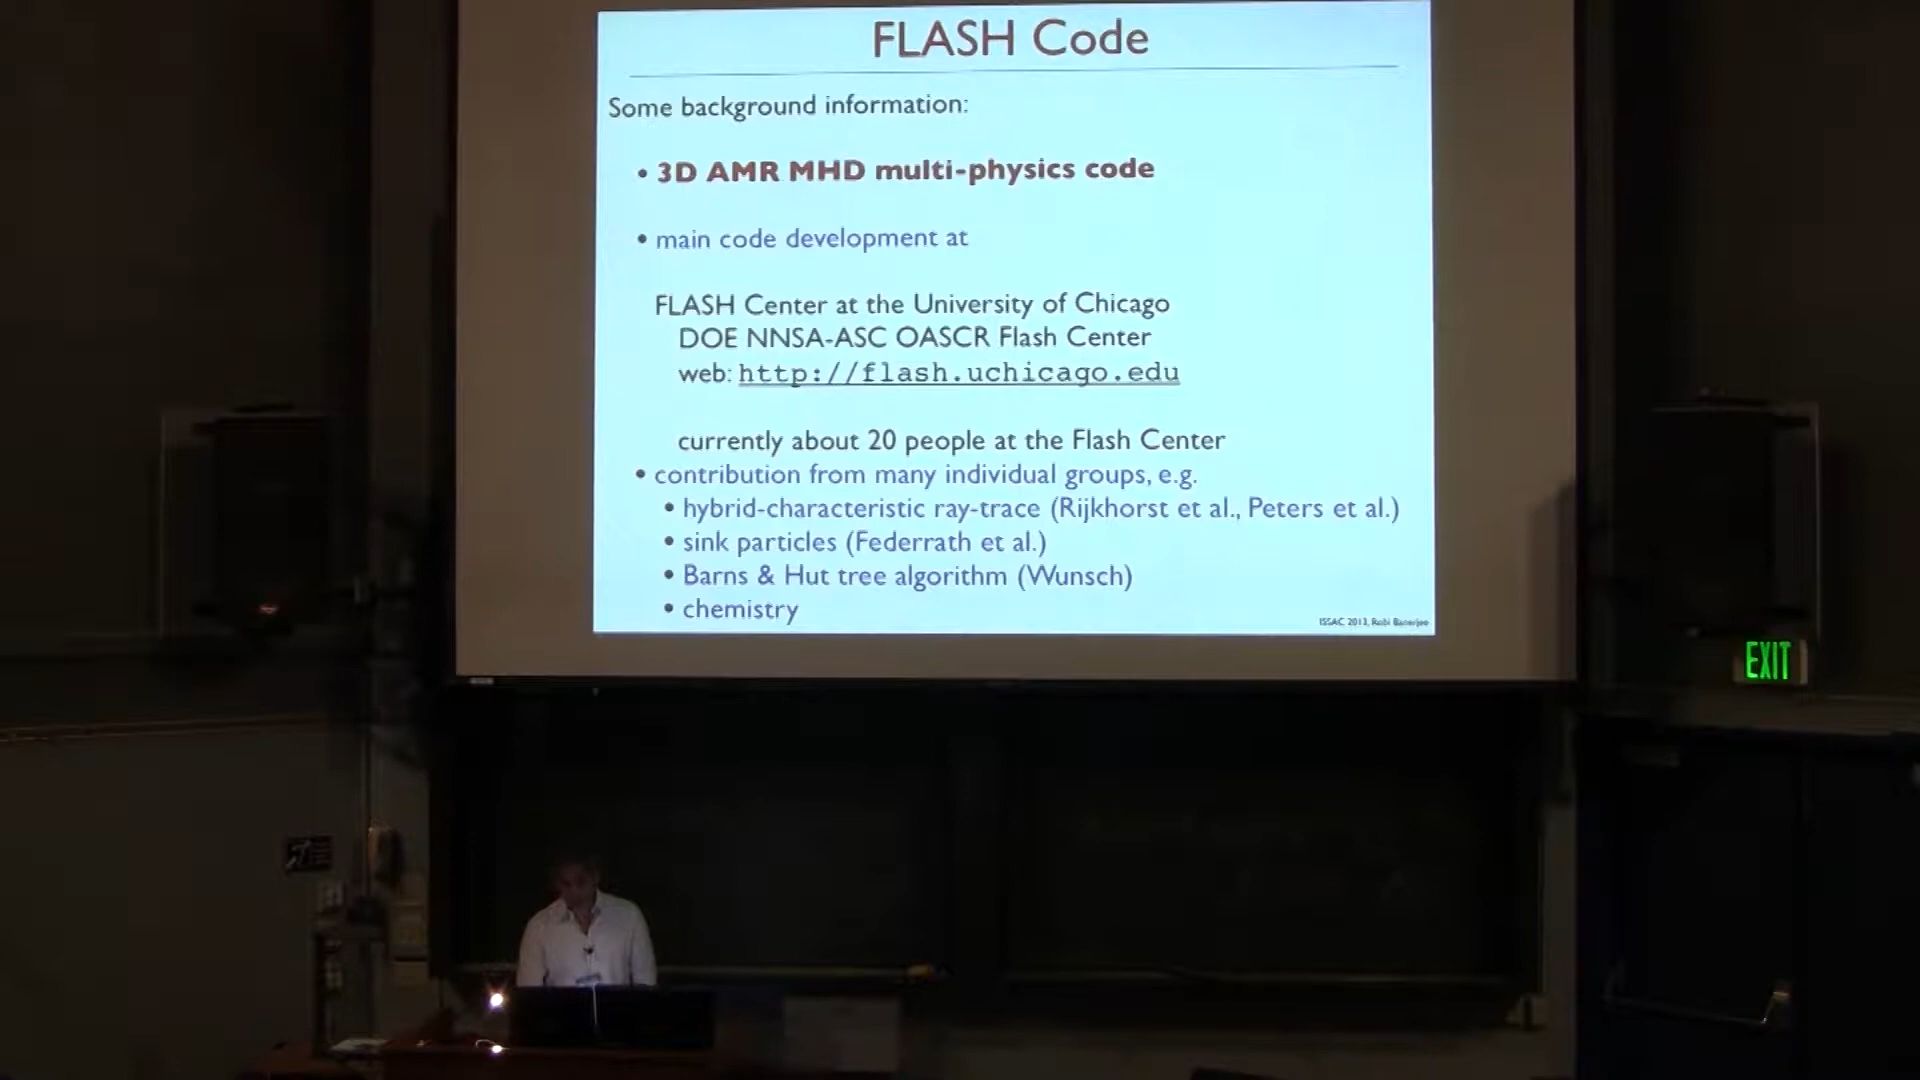 FLASH Code
Some background information:
• 3D AMR MHD multi-physics code
• main code development at
FLASH Center at the University of Chicago
DOE NNSA-ASC OASCR Flash Center
web: http://flash.uchicago.edu
currently about 20 people at the Flash Center
• contribution from many individual groups, e.g.
• hybrid-characteristic ray-trace (Rijkhorst et al., Peters et al.)
• sink particles (Federrath et al.)
• Barns & Hut tree algorithm (Wunsch)
• chemistry
ISSAC 2013, Robi Banerjee
EXIT